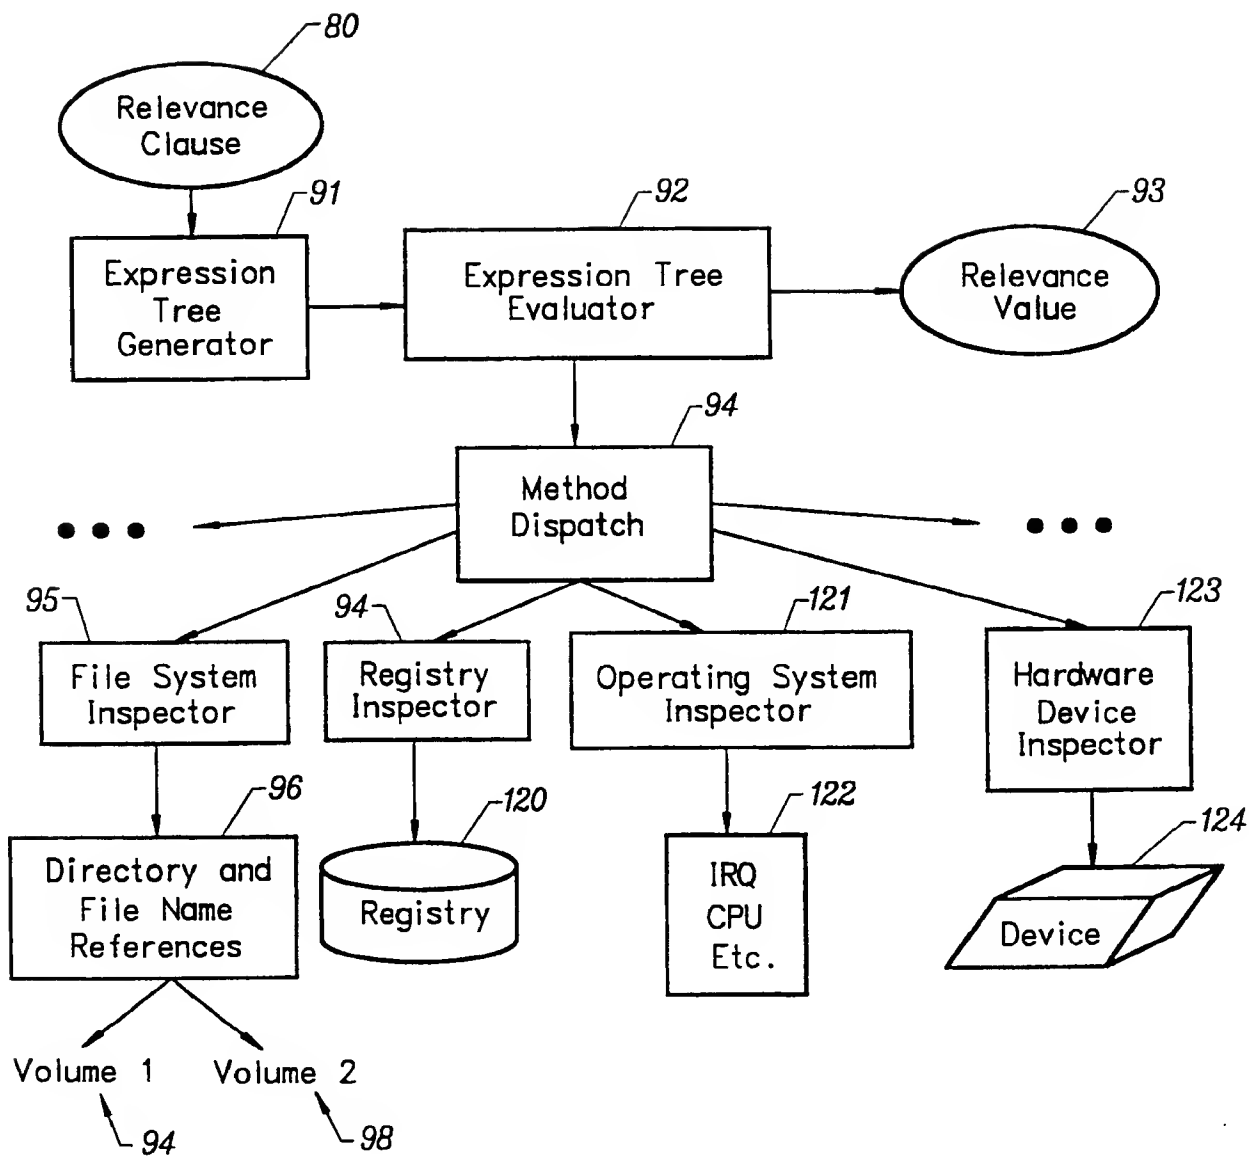 80
Relevance
Clause
91
92
93
Expression
Tree
Generator
Expression Tree
Evaluator
Relevance
Value
94
Method
Dispatch
95
94
121
123
File System
Inspector
Registry
Inspector
Operating System
Inspector
Hardware
Device
Inspector
96
120
122
124
Directory and
File Name
References
Registry
IRQ
CPU
Etc.
Device
Volume 1
Volume 2
94
98